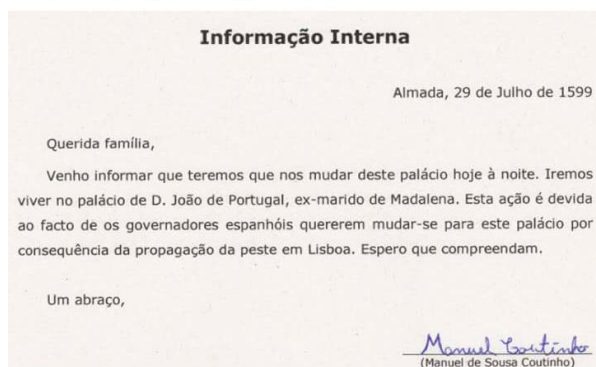 Informação Interna
Almada, 29 de Julho de 1599
Querida família,
Venho informar que teremos que nos mudar deste palácio hoje à noite. Iremos
viver no palácio de D. João de Portugal, ex-marido de Madalena. Esta ação é devida
ao facto de os governadores espanhóis quererem mudar-se para este palácio por
consequência da propagação da peste em Lisboa. Espero que compreendam.
Um abraço,
Manuel Coutinho
(Manuel de Sousa Coutinho)